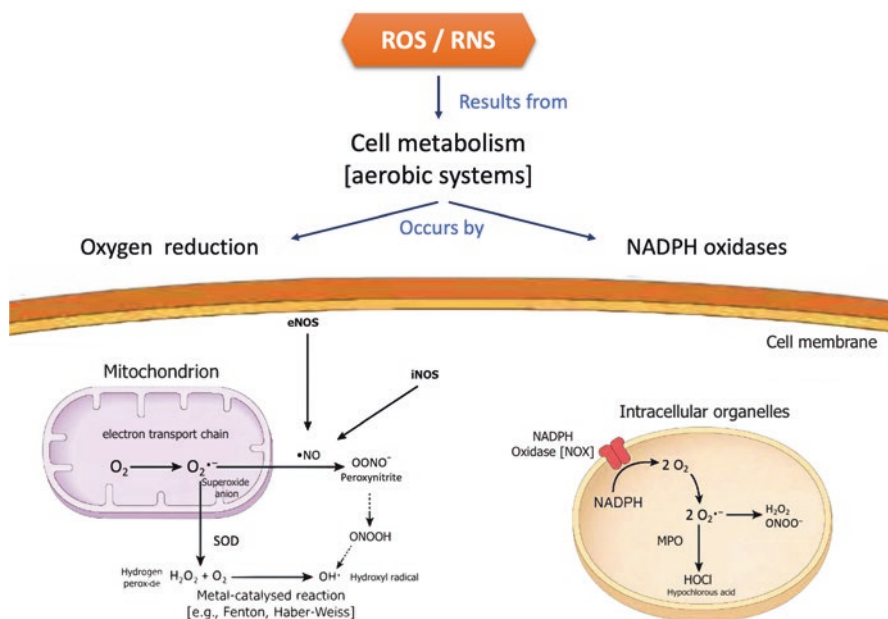 ROS / RNS
Results from
Cell metabolism
[aerobic systems]
Occurs by
Oxygen reduction
NADPH oxidases
Cell membrane
eNOS
iNOS
Mitochondrion
electron transport chain
O₂
O₂•−
Superoxide
anion
•NO
OONO⁻
Peroxynitrite
SOD
ONOOH
Hydrogen
perox-de
H₂O₂ + O₂
OH•
Hydroxyl radical
Metal-catalysed reaction
[e.g., Fenton, Haber-Weiss]
Intracellular organelles
NADPH
Oxidase [NOX]
2 O₂
NADPH
2 O₂•−
H₂O₂
ONOO⁻
MPO
HOCl
Hypochlorous acid